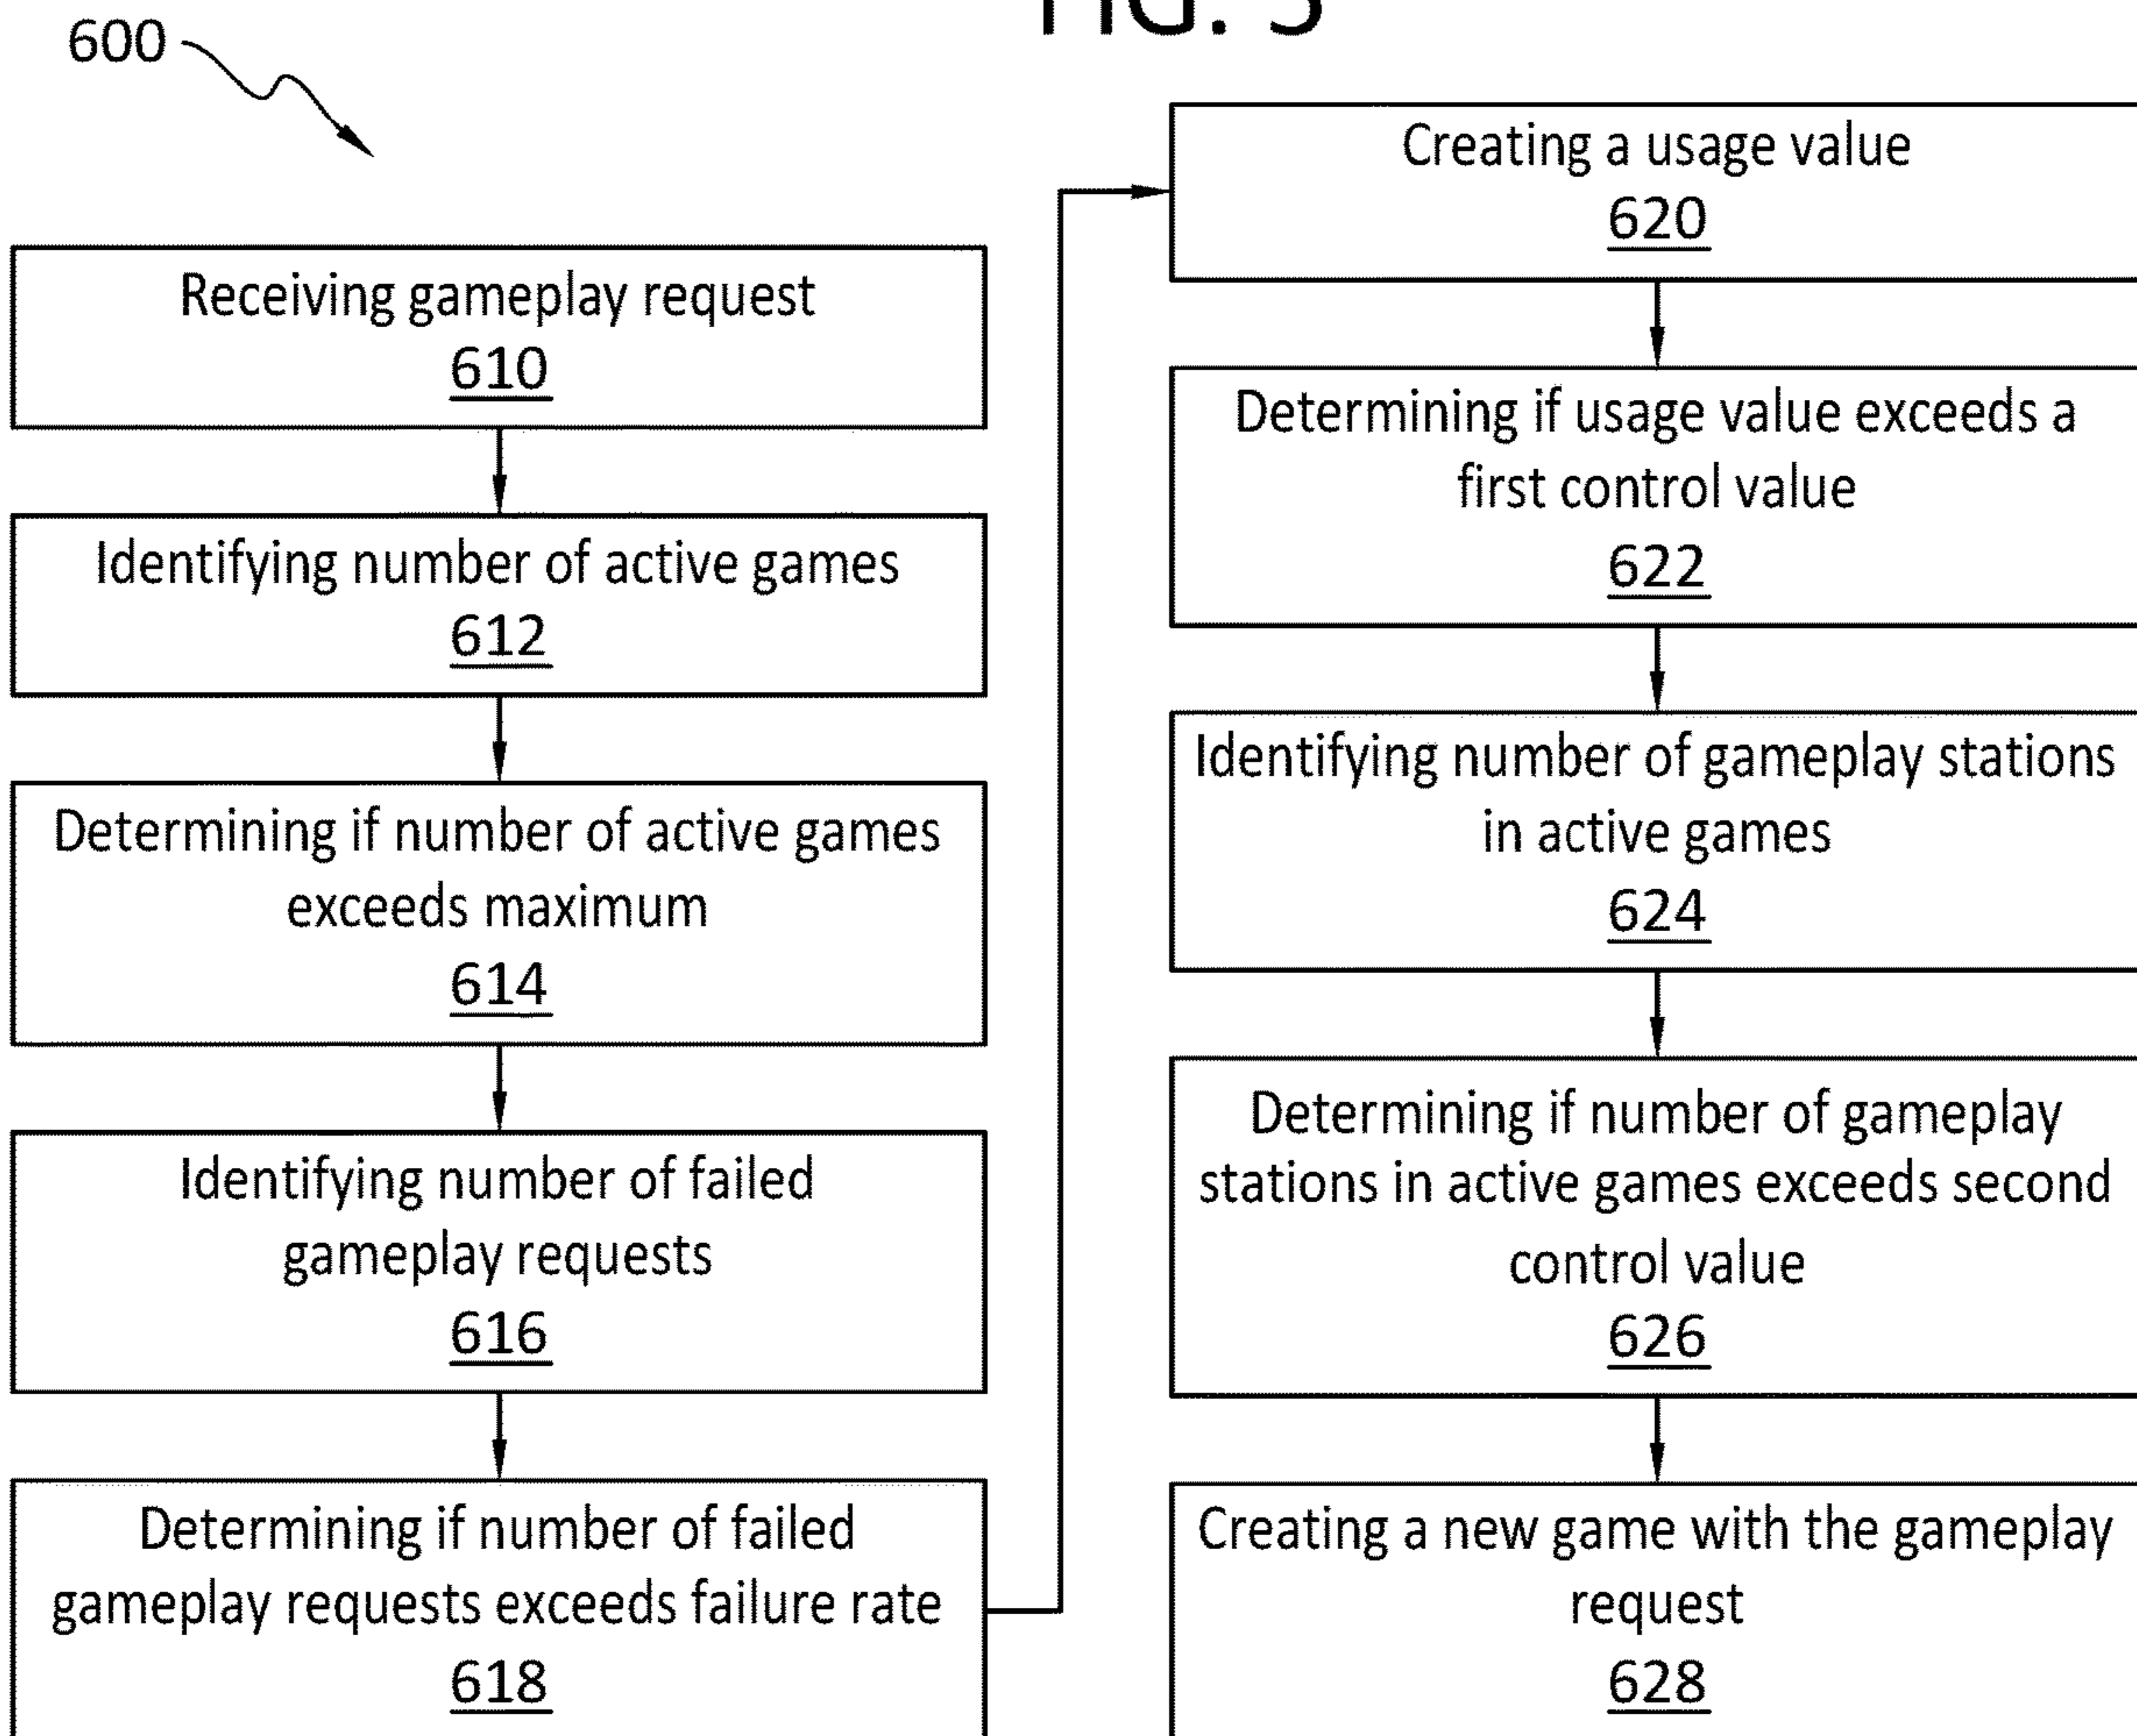 FIG. 5
600
Receiving gameplay request
610
Identifying number of active games
612
Determining if number of active games
exceeds maximum
614
Identifying number of failed
gameplay requests
616
Determining if number of failed
gameplay requests exceeds failure rate
618
Creating a usage value
620
Determining if usage value exceeds a
first control value
622
Identifying number of gameplay stations
in active games
624
Determining if number of gameplay
stations in active games exceeds second
control value
626
Creating a new game with the gameplay
request
628